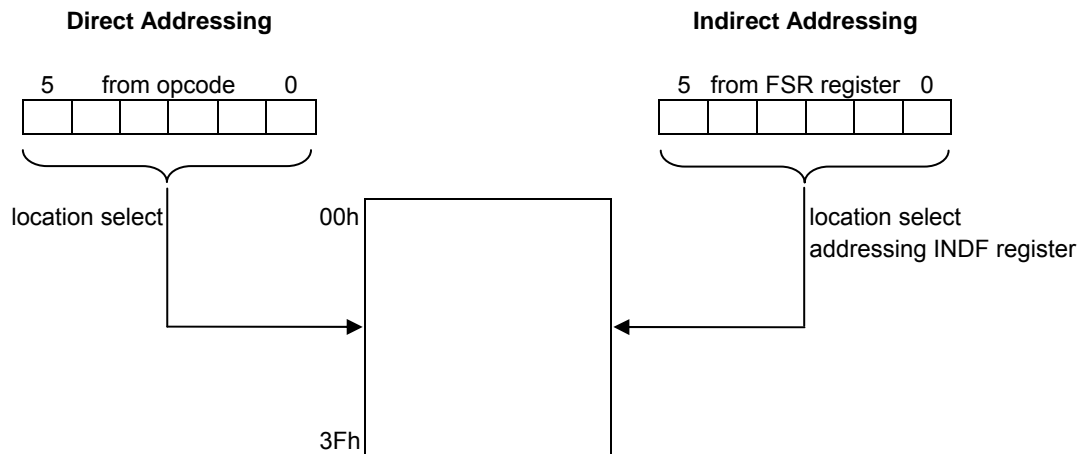 Direct Addressing
Indirect Addressing
5 from opcode 0
5 from FSR register 0
location select
00h
location select
addressing INDF register
3Fh